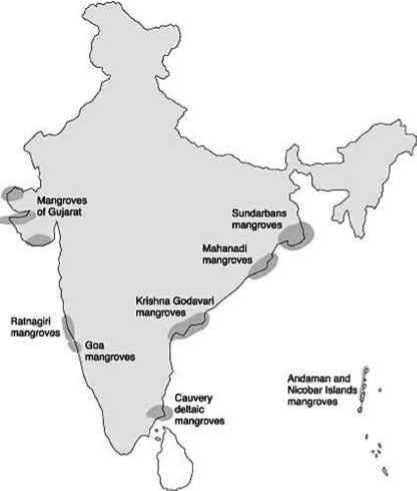 Mangroves
of Gujarat
Sundarbans
mangroves
Mahanadi
mangroves
Krishna Godavari
mangroves
Ratnagiri
mangroves
Goa
mangroves
Andaman and
Nicobar Islands
mangroves
Cauvery
deltaic
mangroves